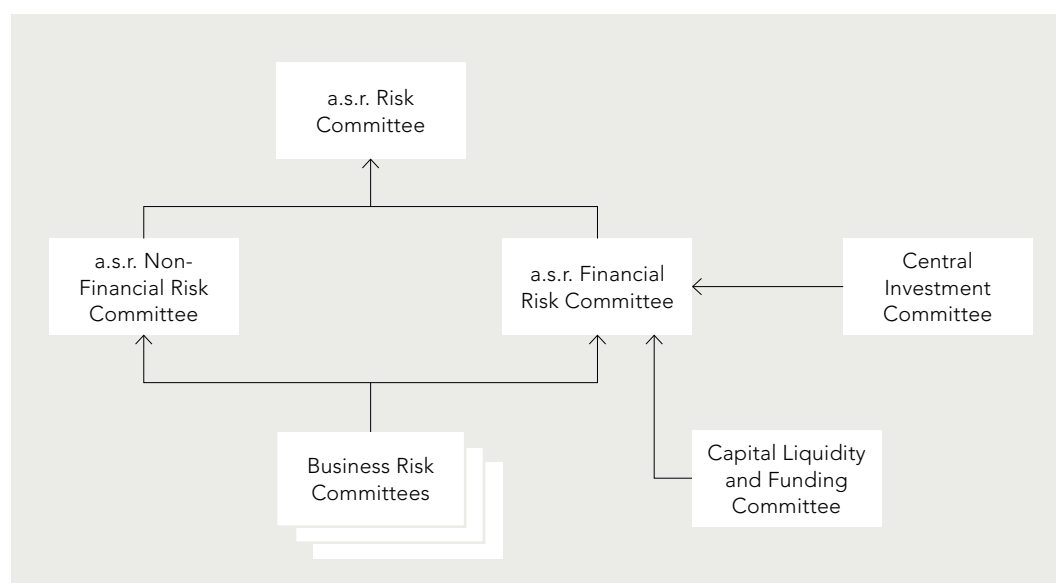 a.s.r. Risk
Committee
a.s.r. Non-
Financial Risk
Committee
a.s.r. Financial
Risk Committee
Central
Investment
Committee
Business Risk
Committees
Capital Liquidity
and Funding
Committee